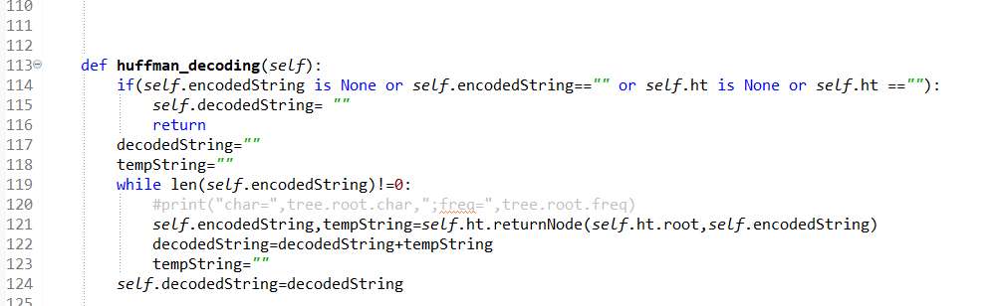 110
111
112
113 def huffman_decoding(self):
114 if(self.encodedString is None or self.encodedString=="" or self.ht is None or self.ht ==""):
115 self.decodedString= ""
116 return
117 decodedString=""
118 tempString=""
119 while len(self.encodedString)!=0:
120 #print("char=",tree.root.char,";freq=",tree.root.freq)
121 self.encodedString,tempString=self.ht.returnNode(self.ht.root,self.encodedString)
122 decodedString=decodedString+tempString
123 tempString=""
124 self.decodedString=decodedString
125